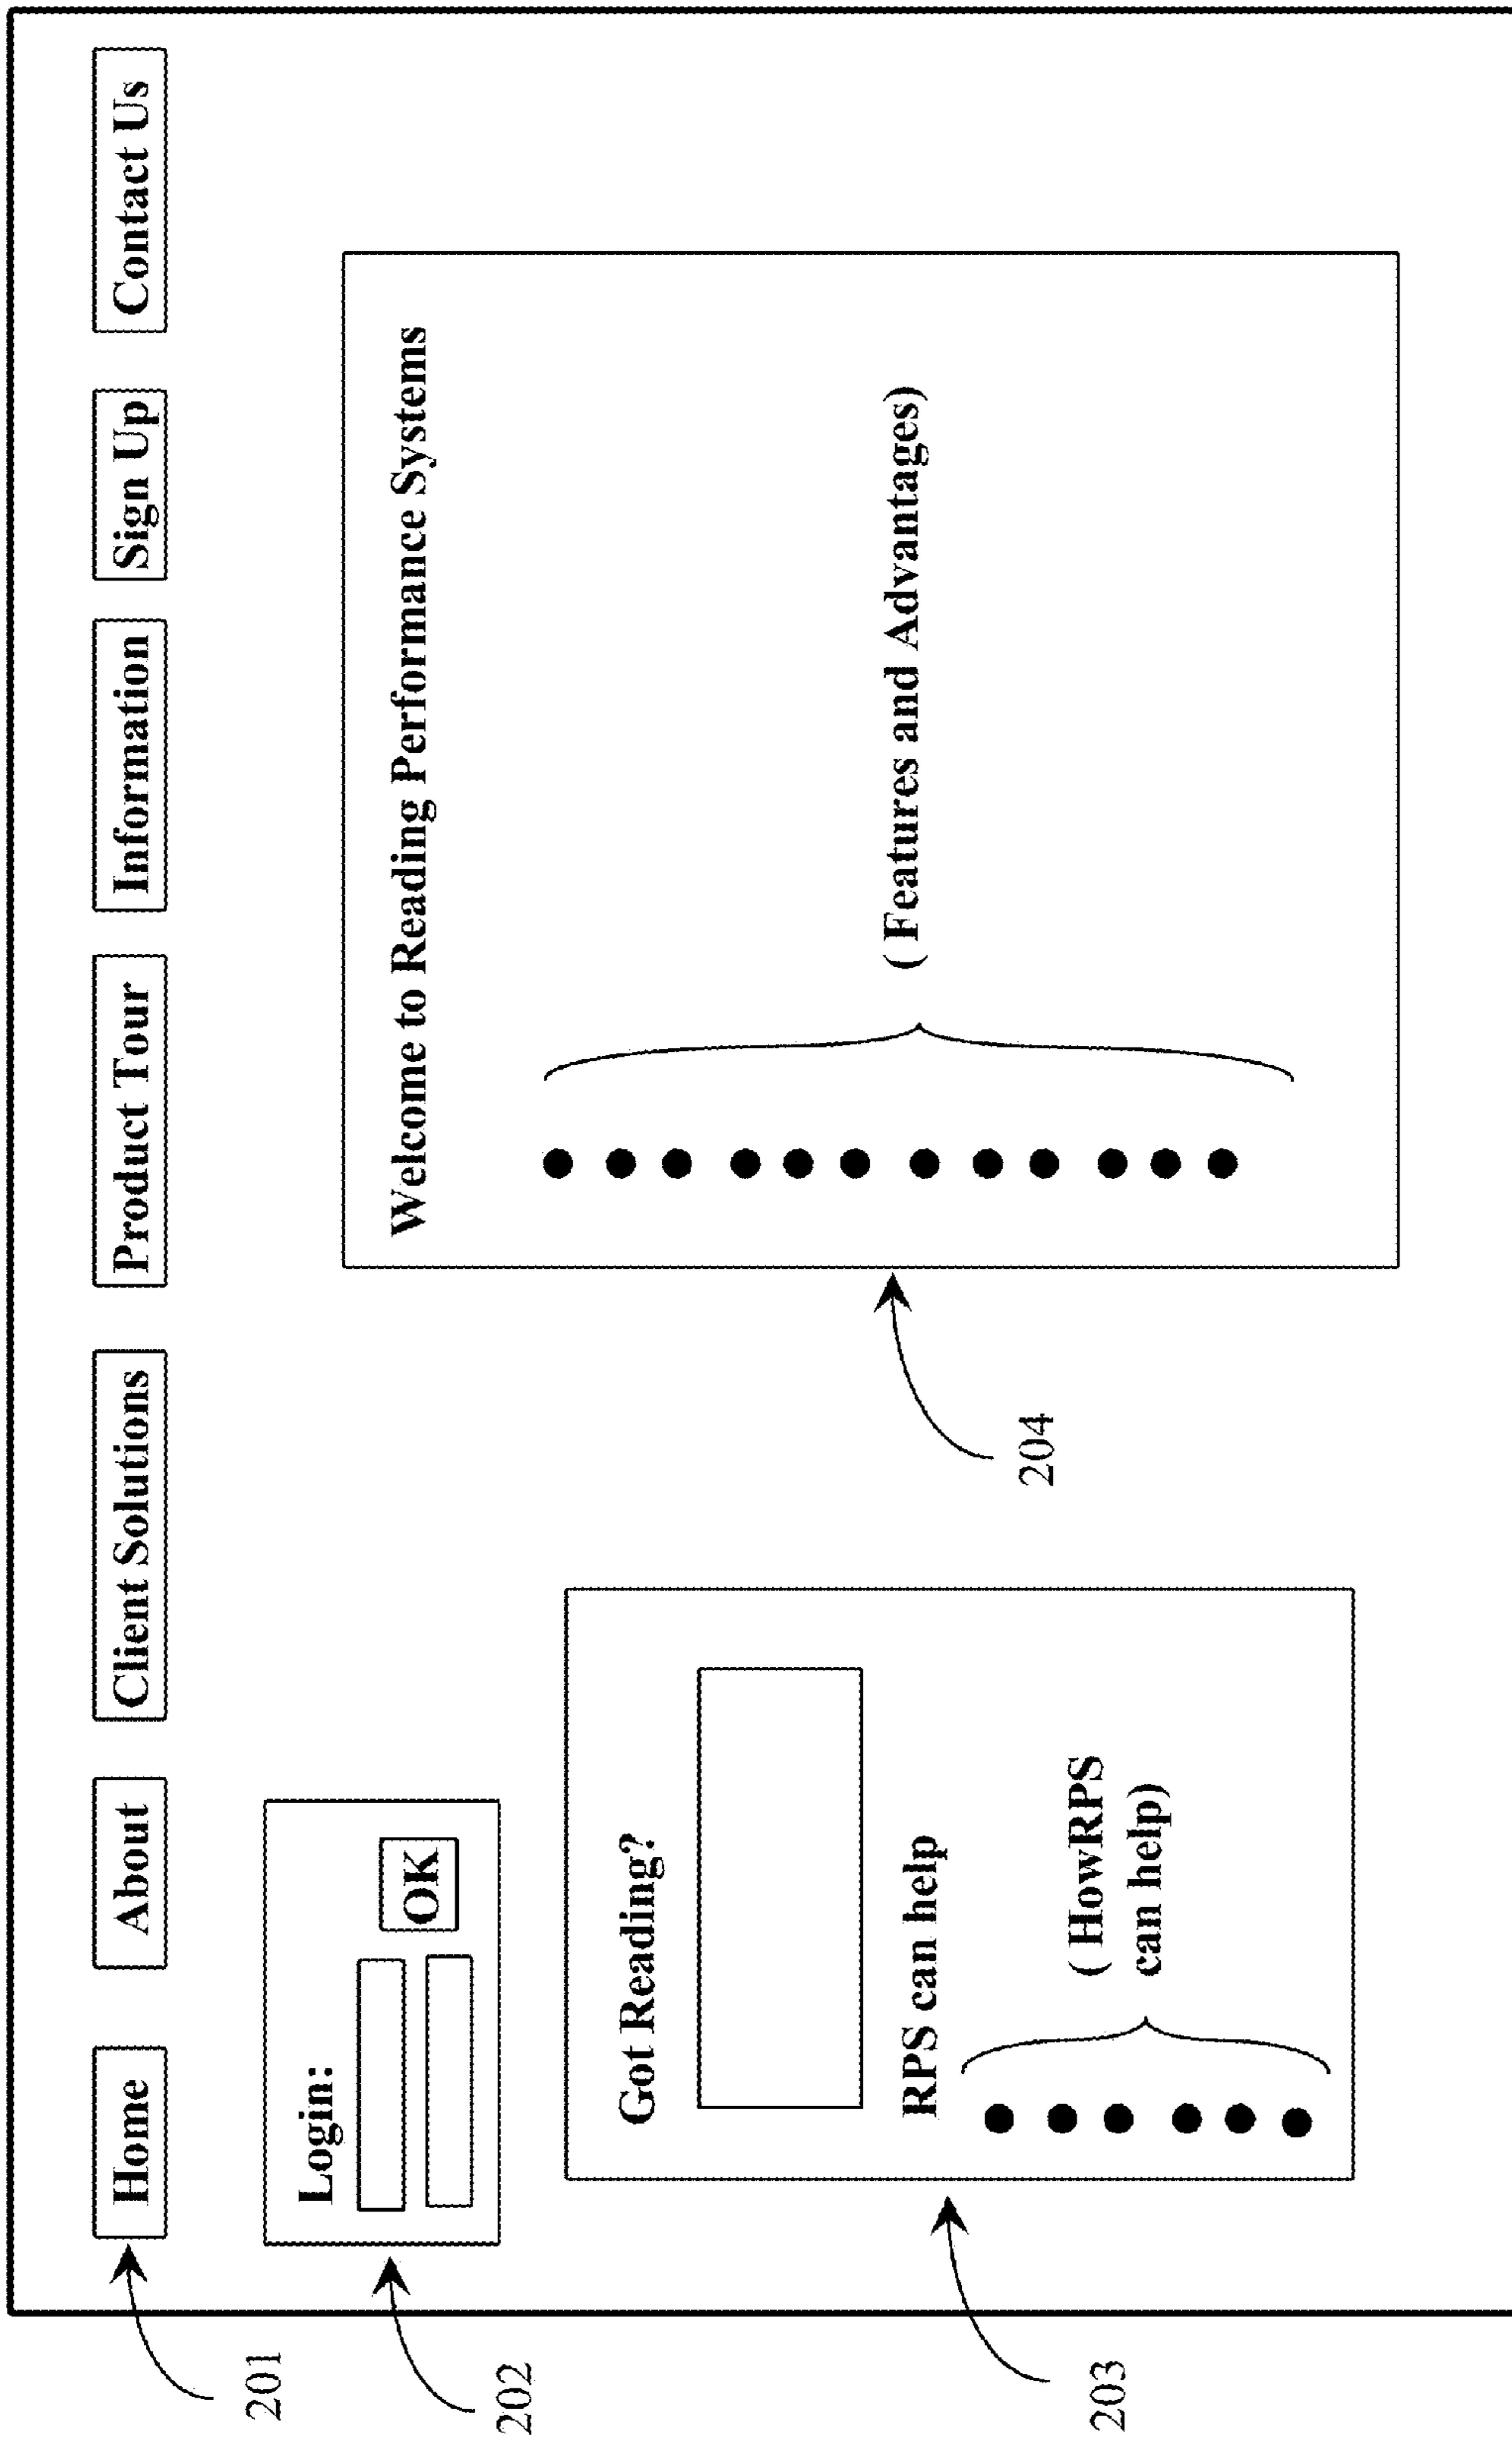 Home
About
Client Solutions
Product Tour
Information
Sign Up
Contact Us
201
Login:
OK
202
Got Reading?
RPS can help
( HowRPS
can help)
203
Welcome to Reading Performance Systems
( Features and Advantages)
204